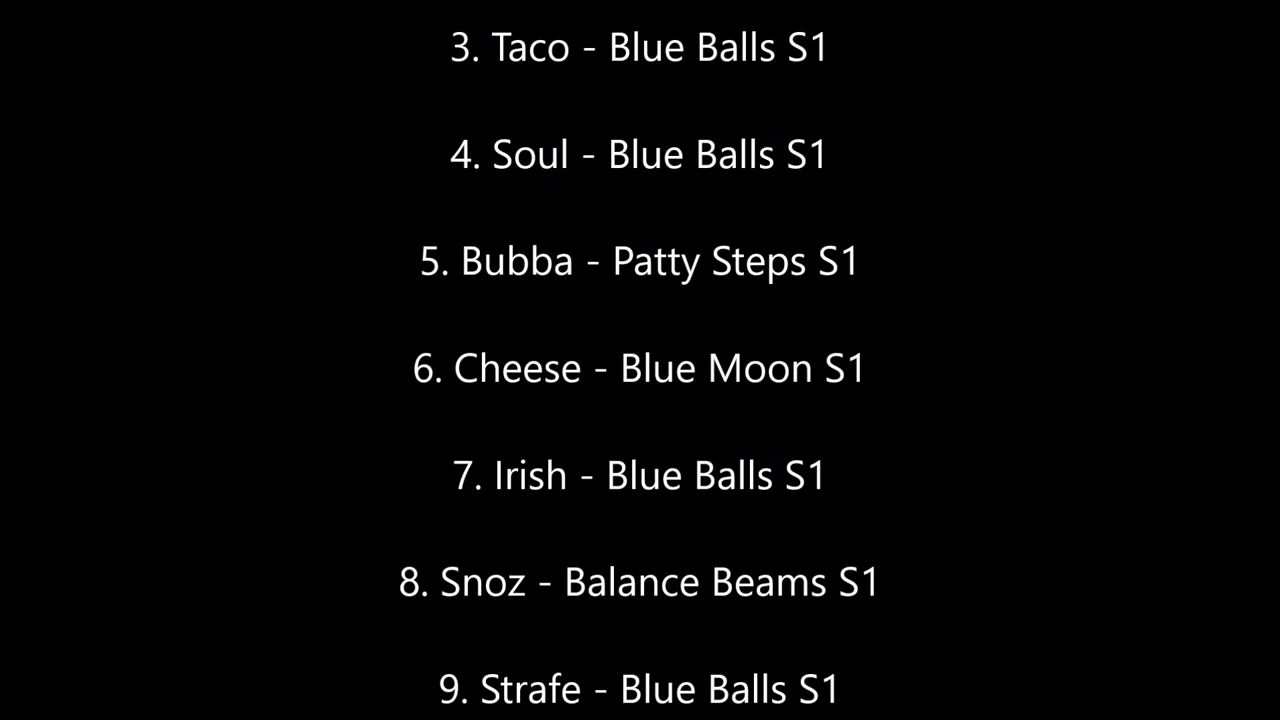 3. Taco - Blue Balls S1
4. Soul - Blue Balls S1
5. Bubba - Patty Steps S1
6. Cheese - Blue Moon S1
7. Irish - Blue Balls S1
8. Snoz - Balance Beams S1
9. Strafe - Blue Balls S1